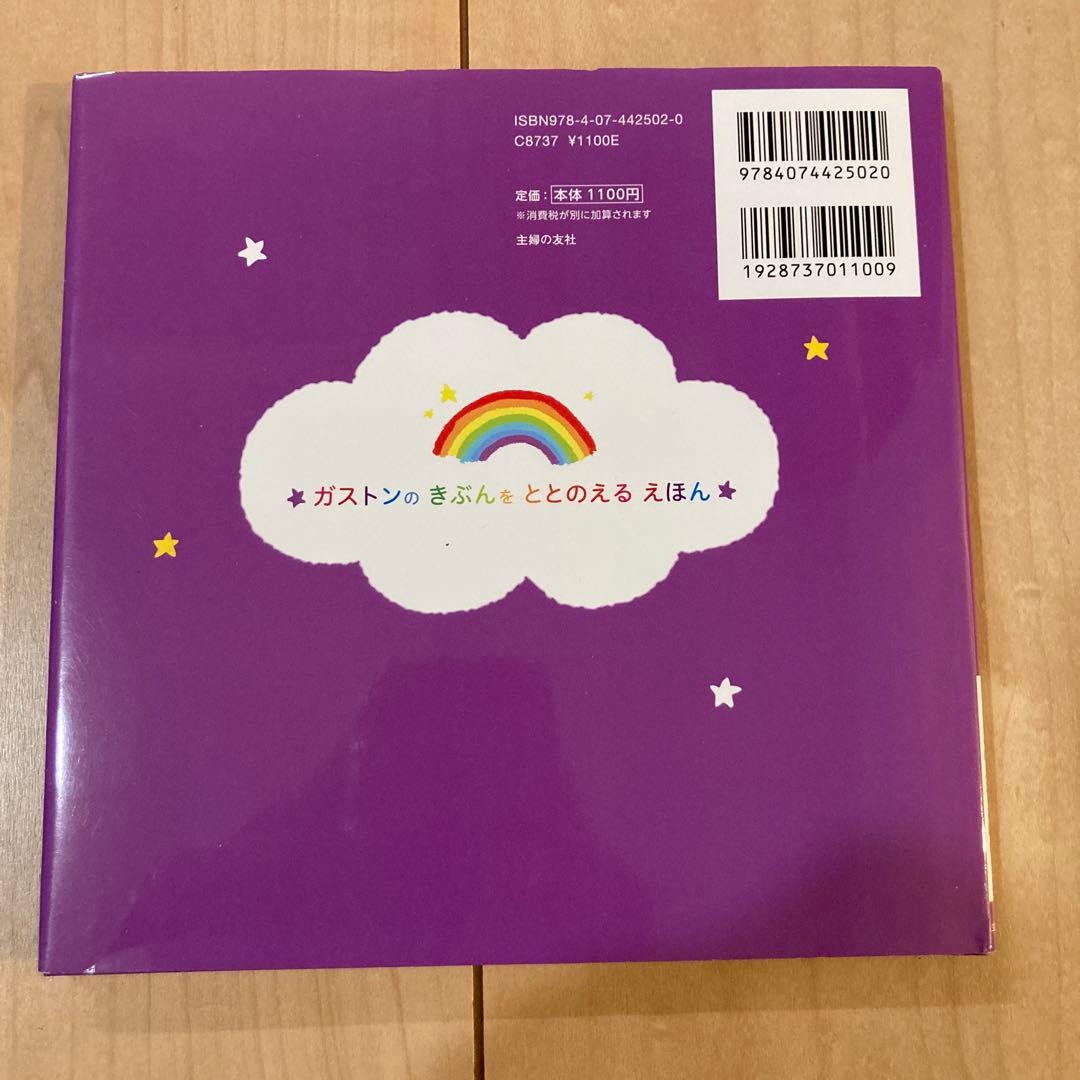 ISBN978-4-07-442502-0
C8737 ¥1100E
定価：本体 1100円
※消費税が別に加算されます
主婦の友社
9784074425020
1928737011009
ガストンの きぶんを ととのえる えほん